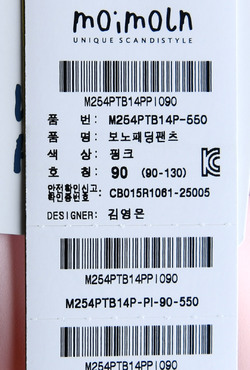 moimoln
UNIQUE SCANDISTYLE
M254PTB14PPI090
품 번: M254PTB14P-550
품 명: 보노패딩팬츠
색 상: 핑크
호 칭: 90 (90-130)
안전확인신고
확인증번호: CB015R1061-25005
DESIGNER: 김영은
M254PTB14PPI090
M254PTB14P-PI-90-550
M254PTB14PPI090